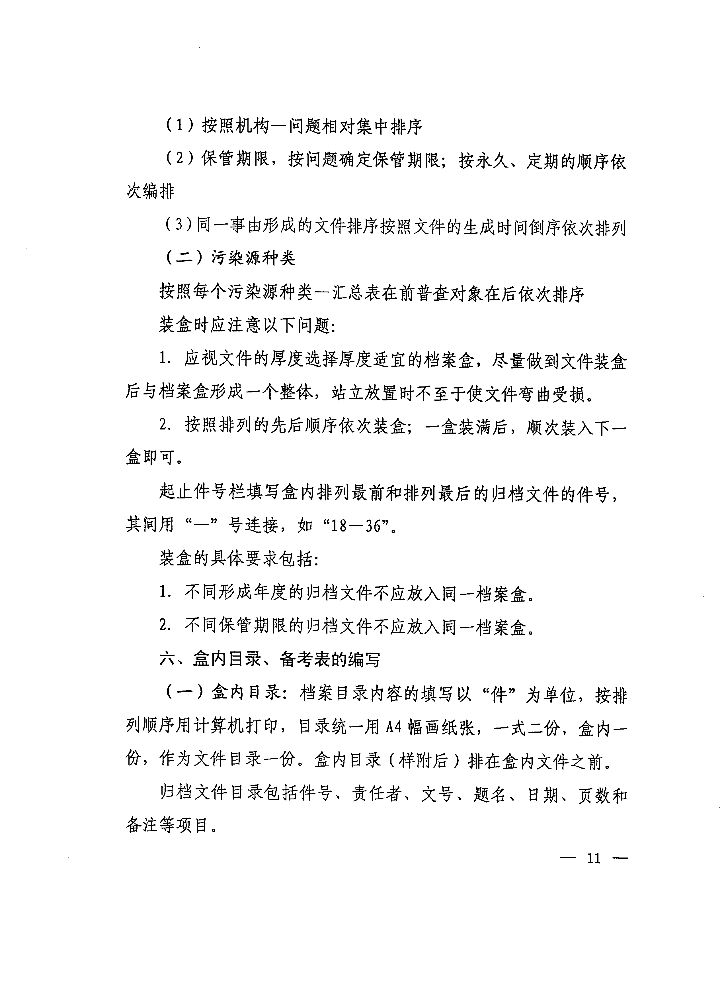 （1）按照机构—问题相对集中排序
（2）保管期限，按问题确定保管期限；按永久、定期的顺序依
次编排
（3）同一事由形成的文件排序按照文件的生成时间倒序依次排列
（二）污染源种类
按照每个污染源种类—汇总表在前普查对象在后依次排序
装盒时应注意以下问题：
1. 应视文件的厚度选择厚度适宜的档案盒，尽量做到文件装盒
后与档案盒形成一个整体，站立放置时不至于使文件弯曲受损。
2. 按照排列的先后顺序依次装盒；一盒装满后，顺次装入下一
盒即可。
起止件号栏填写盒内排列最前和排列最后的归档文件的件号，
其间用“—”号连接，如“18—36”。
装盒的具体要求包括：
1. 不同形成年度的归档文件不应放入同一档案盒。
2. 不同保管期限的归档文件不应放入同一档案盒。
六、盒内目录、备考表的编写
（一）盒内目录：档案目录内容的填写以“件”为单位，按排
列顺序用计算机打印，目录统一用 A4 幅画纸张，一式二份，盒内一
份，作为文件目录一份。盒内目录（样附后）排在盒内文件之前。
归档文件目录包括件号、责任者、文号、题名、日期、页数和
备注等项目。
— 11 —